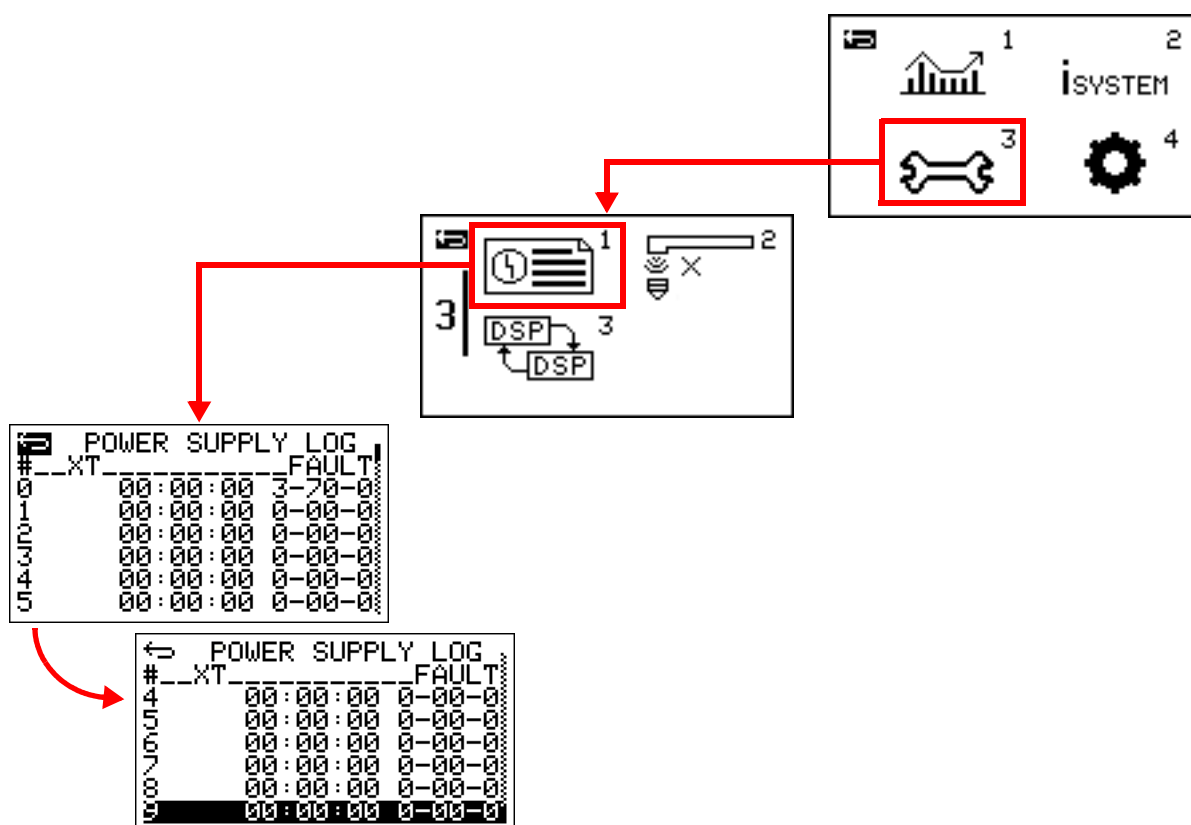 1
2
iSYSTEM
3
4
1
2
3
3
DSP
DSP
POWER SUPPLY LOG
#__XT____________FAULT
0 00:00:00 3-70-0
1 00:00:00 0-00-0
2 00:00:00 0-00-0
3 00:00:00 0-00-0
4 00:00:00 0-00-0
5 00:00:00 0-00-0
POWER SUPPLY LOG
#__XT____________FAULT
4 00:00:00 0-00-0
5 00:00:00 0-00-0
6 00:00:00 0-00-0
7 00:00:00 0-00-0
8 00:00:00 0-00-0
9 00:00:00 0-00-0